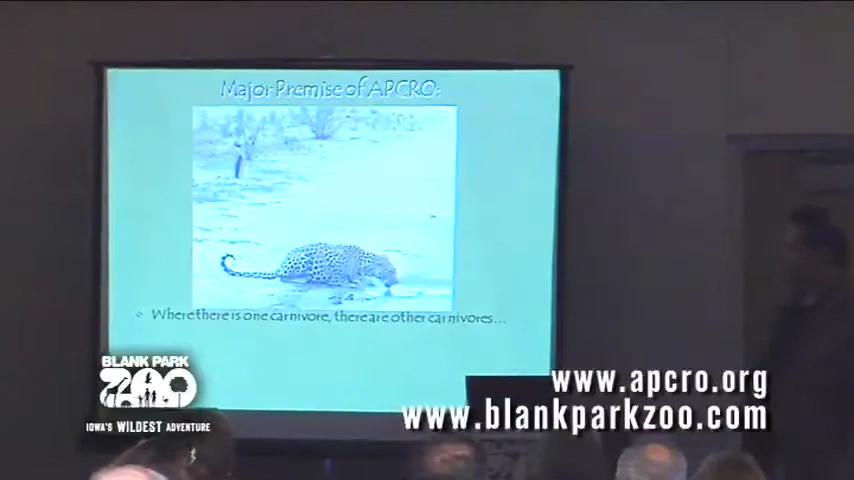 Major Premise of APCRO:
Where there is one carnivore, there are other carnivores...
BLANK PARK
ZOO
IOWA'S WILDEST ADVENTURE
www.apcro.org
www.blankparkzoo.com